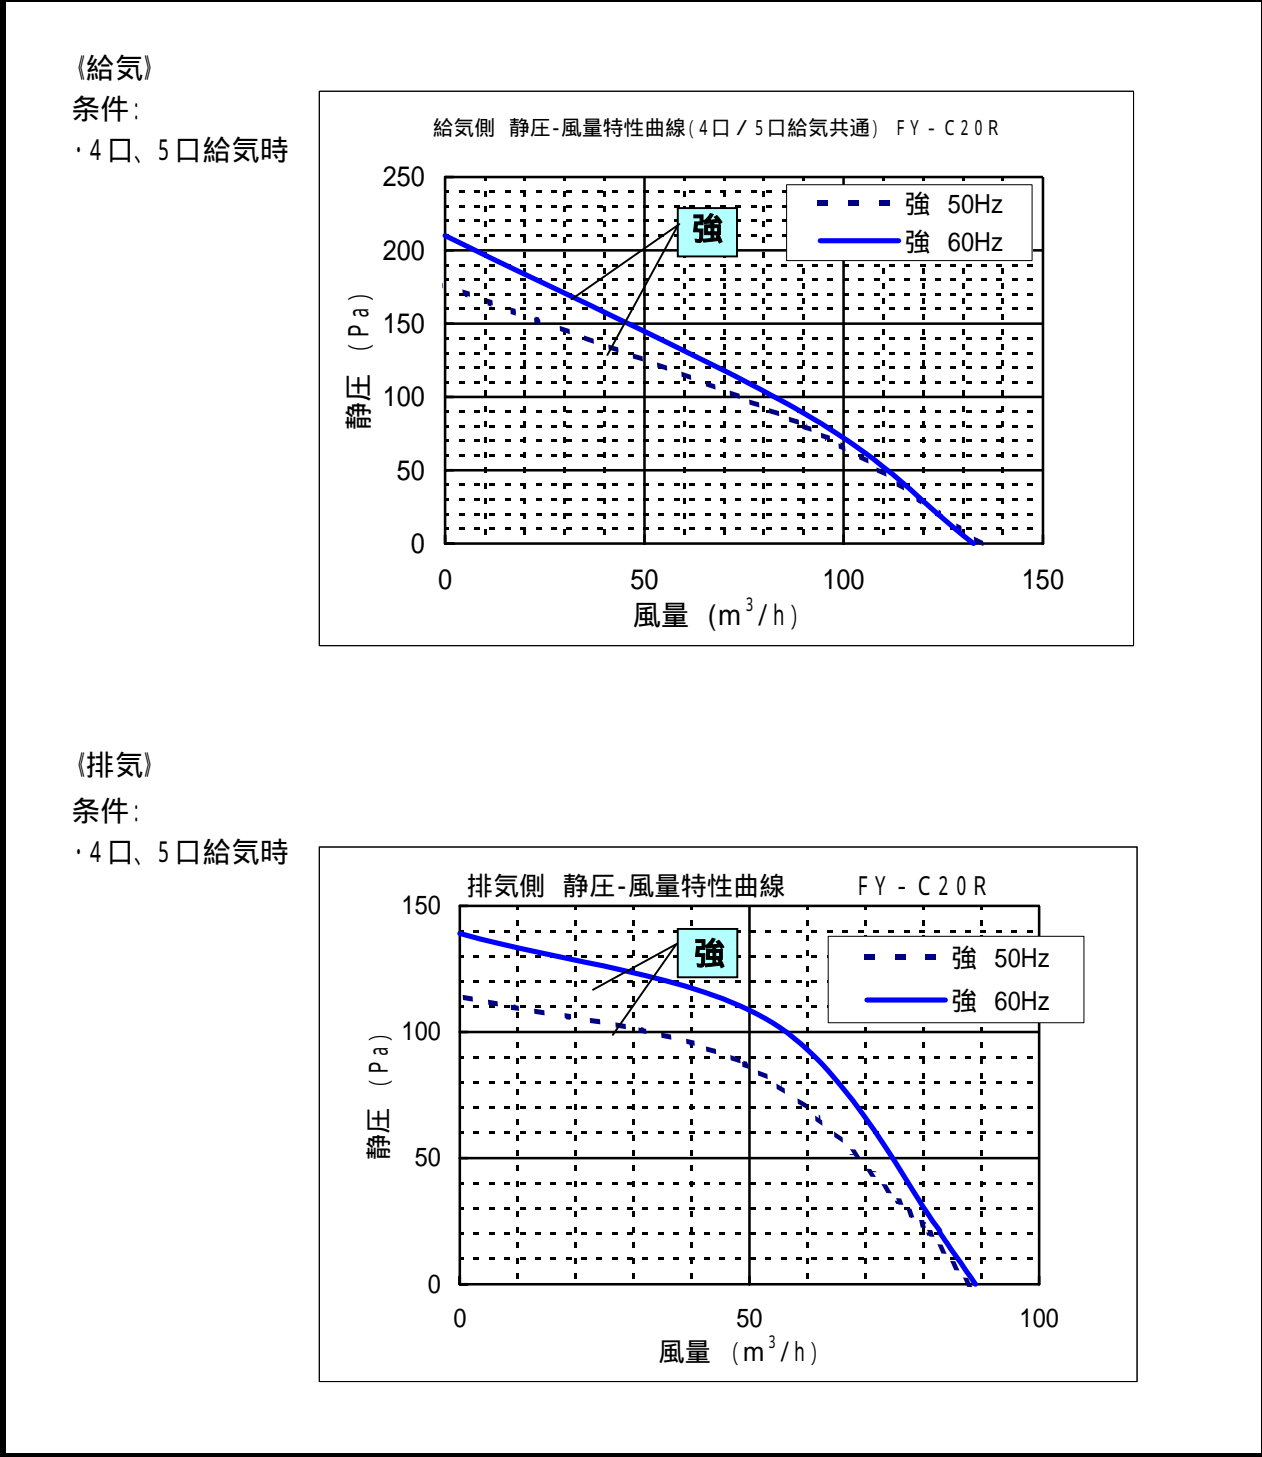 《給気》
条件:
・4口、5口給気時
給気側 静圧-風量特性曲線(4口/5口給気共通) FY-C20R
250
200
150
100
50
0
強
強 50Hz
強 60Hz
静圧 (Pa)
0 50 100 150
風量 (m³/h)
《排気》
条件:
・4口、5口給気時
排気側 静圧-風量特性曲線 FY-C20R
150
100
50
0
強
強 50Hz
強 60Hz
静圧 (Pa)
0 50 100
風量 (m³/h)